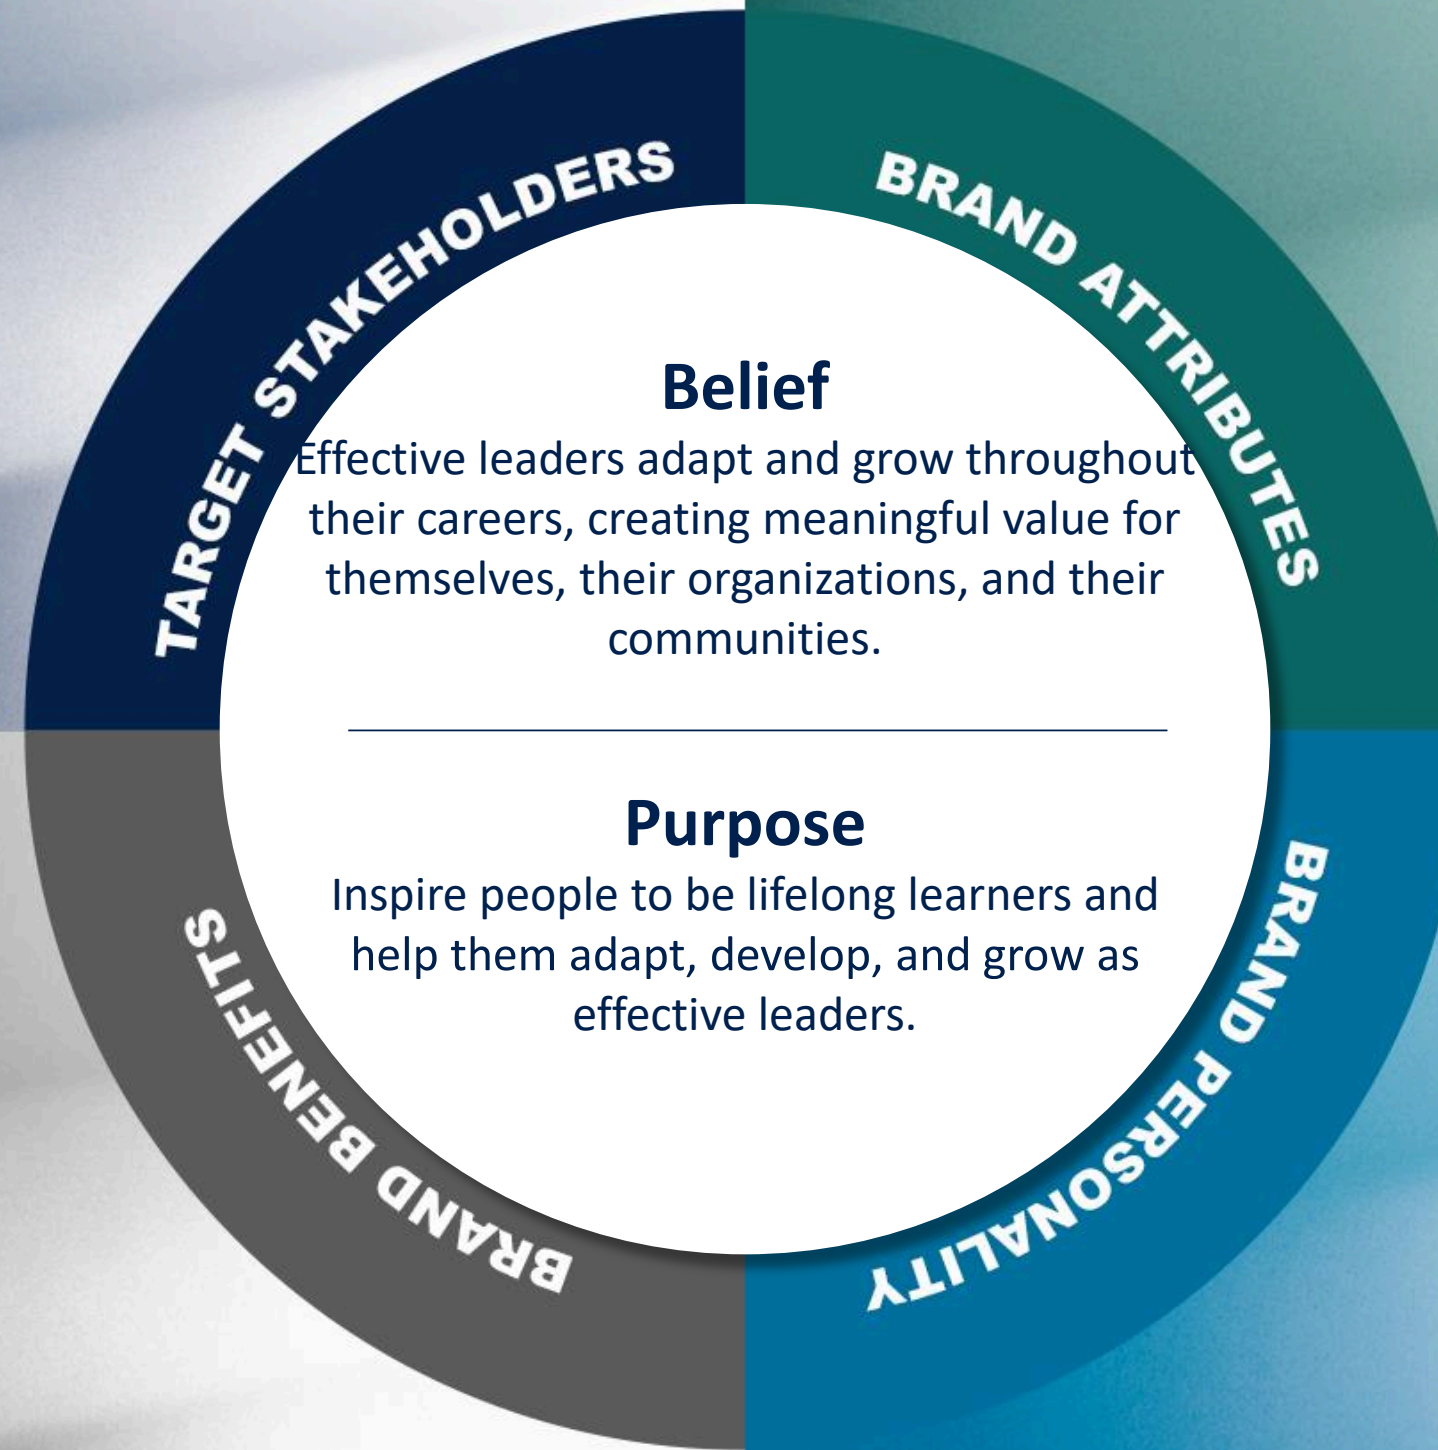 TARGET STAKEHOLDERS
BRAND ATTRIBUTES
Belief
Effective leaders adapt and grow throughout
their careers, creating meaningful value for
themselves, their organizations, and their
communities.
Purpose
Inspire people to be lifelong learners and
help them adapt, develop, and grow as
effective leaders.
BRAND PERSONALITY
BRAND BENEFITS